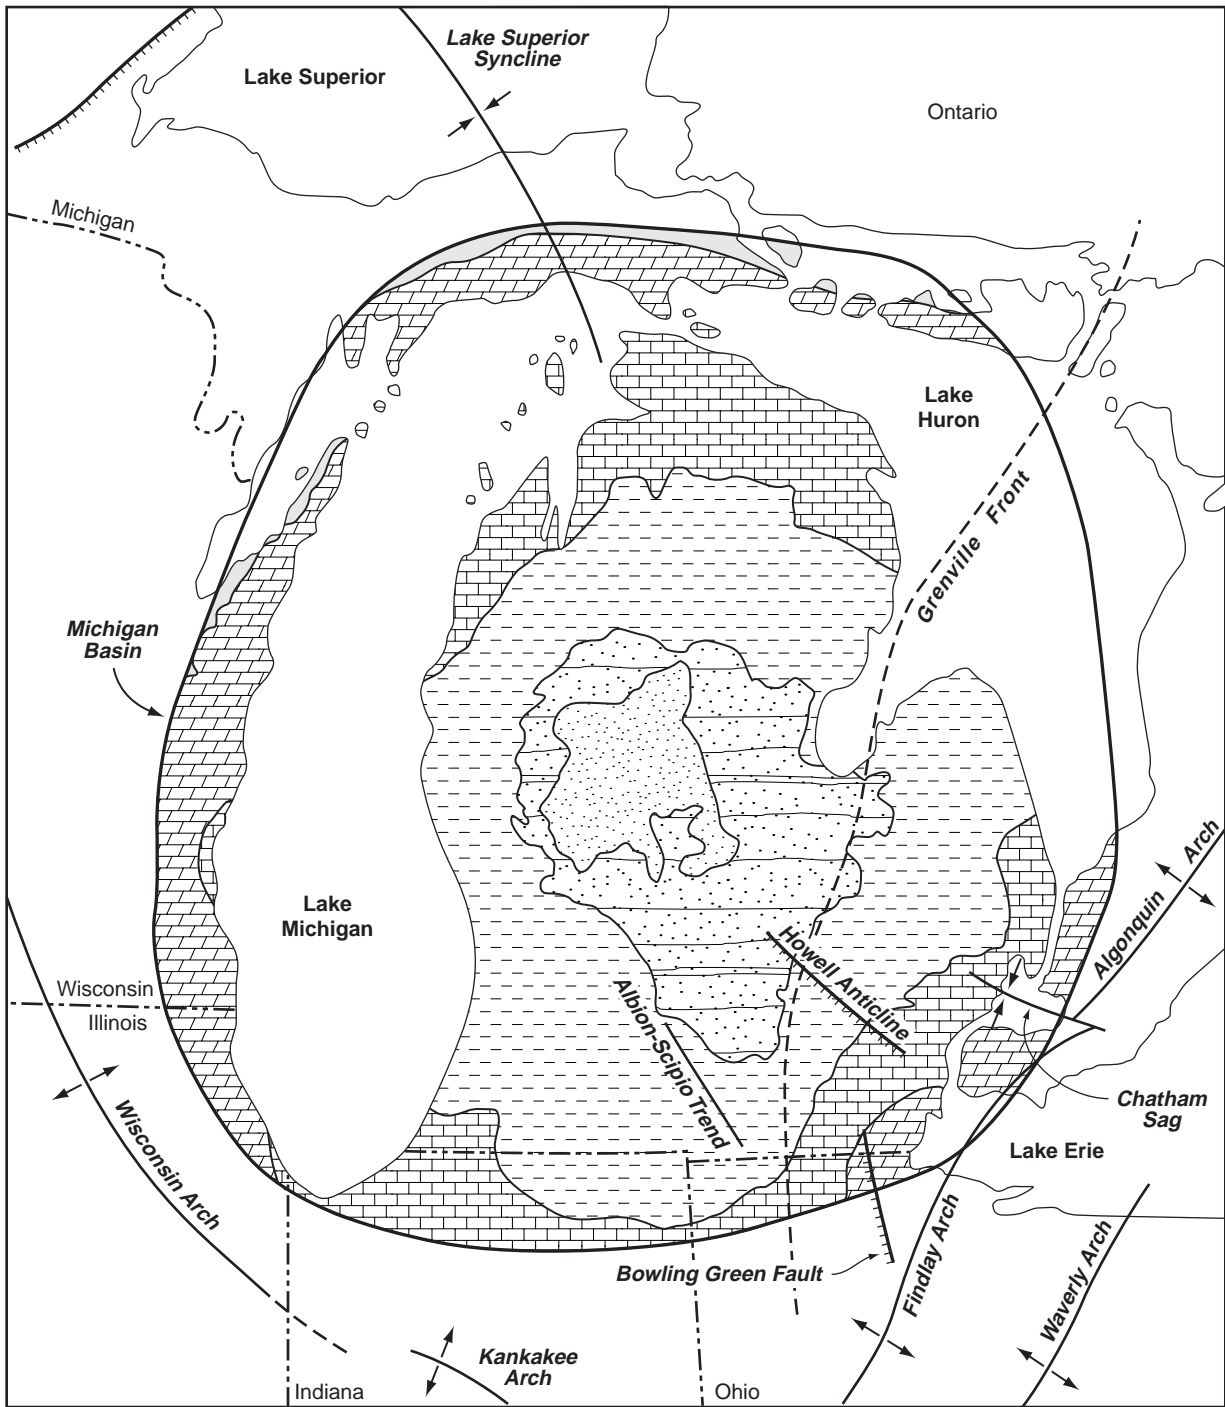 Lake Superior
Syncline
Lake Superior
Ontario
Michigan
Lake
Huron
Grenville Front
Michigan
Basin
Lake
Michigan
Algonquin Arch
Howell Anticline
Wisconsin
Illinois
Albion-Scipio Trend
Chatham
Sag
Wisconsin Arch
Lake Erie
Findlay Arch
Bowling Green Fault
Waverly Arch
Kankakee
Arch
Indiana
Ohio